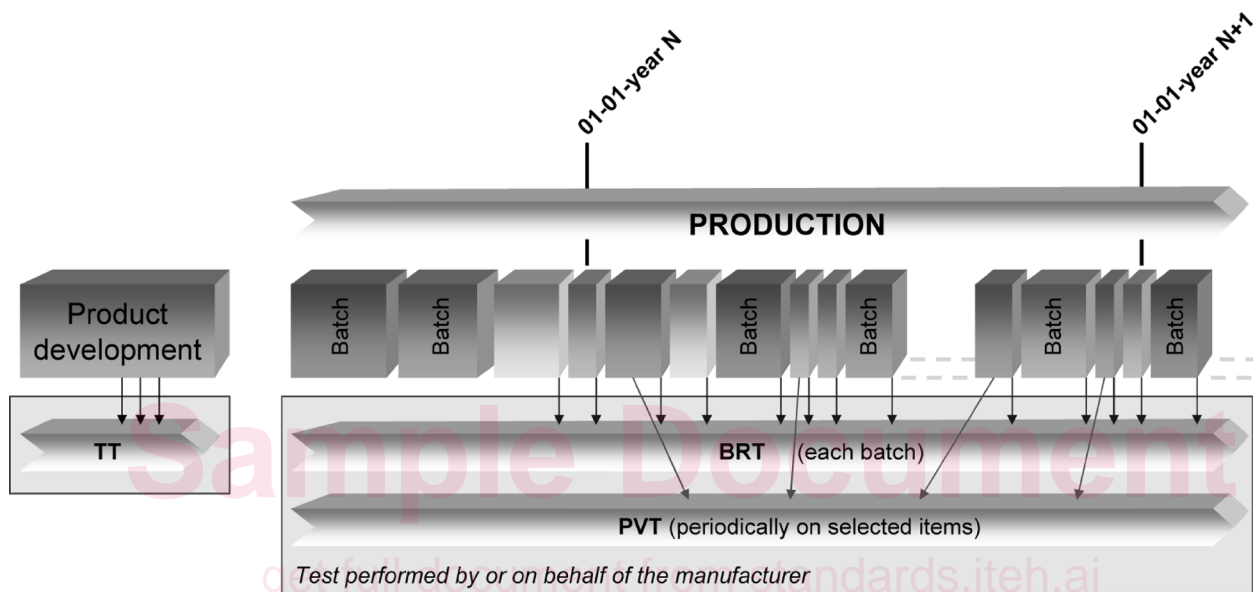 01-01-year N
01-01-year N+1
PRODUCTION
Product
development
Batch
Batch
Batch
Batch
Batch
Batch
TT
BRT (each batch)
PVT (periodically on selected items)
Test performed by or on behalf of the manufacturer
Sample Document
get full document from standards.iteh.ai